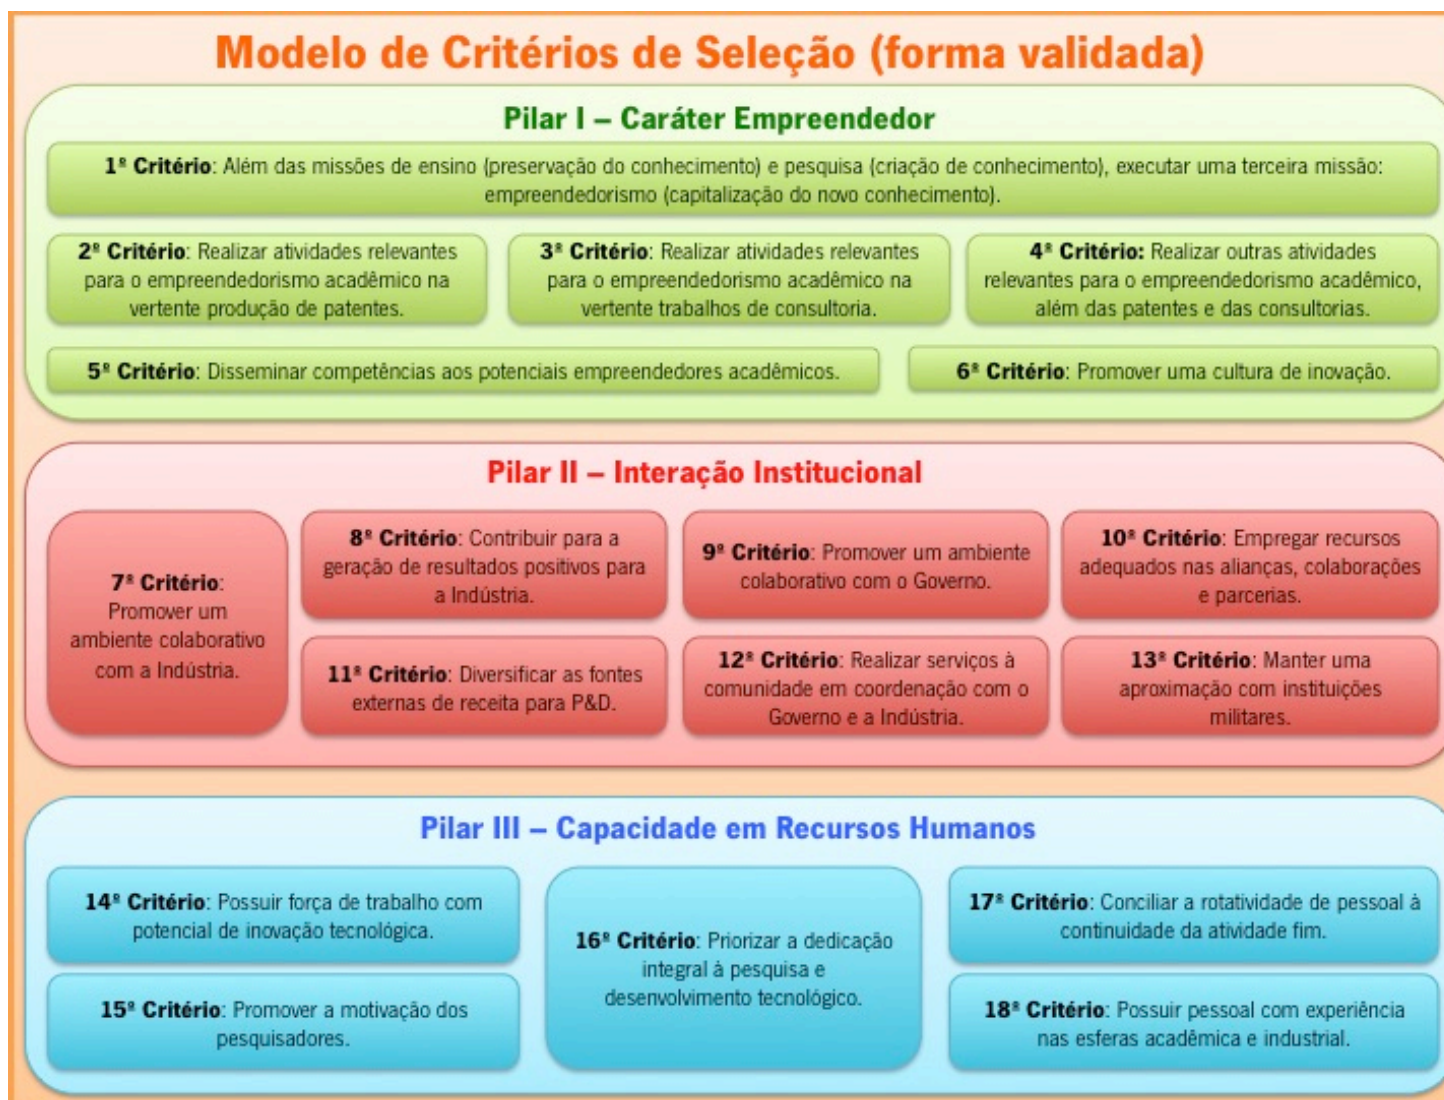 Modelo de Critérios de Seleção (forma validada)
Pilar I – Caráter Empreendedor
1º Critério: Além das missões de ensino (preservação do conhecimento) e pesquisa (criação de conhecimento), executar uma terceira missão:
empreendedorismo (capitalização do novo conhecimento).
2º Critério: Realizar atividades relevantes
para o empreendedorismo acadêmico na
vertente produção de patentes.
3º Critério: Realizar atividades relevantes
para o empreendedorismo acadêmico na
vertente trabalhos de consultoria.
4º Critério: Realizar outras atividades
relevantes para o empreendedorismo acadêmico,
além das patentes e das consultorias.
5º Critério: Disseminar competências aos potenciais empreendedores acadêmicos.
6º Critério: Promover uma cultura de inovação.
Pilar II – Interação Institucional
7º Critério:
Promover um
ambiente colaborativo
com a Indústria.
8º Critério: Contribuir para a
geração de resultados positivos para
a Indústria.
9º Critério: Promover um ambiente
colaborativo com o Governo.
10º Critério: Empregar recursos
adequados nas alianças, colaborações
e parcerias.
11º Critério: Diversificar as fontes
externas de receita para P&D.
12º Critério: Realizar serviços à
comunidade em coordenação com o
Governo e a Indústria.
13º Critério: Manter uma
aproximação com instituições
militares.
Pilar III – Capacidade em Recursos Humanos
14º Critério: Possuir força de trabalho com
potencial de inovação tecnológica.
15º Critério: Promover a motivação dos
pesquisadores.
16º Critério: Priorizar a dedicação
integral à pesquisa e
desenvolvimento tecnológico.
17º Critério: Conciliar a rotatividade de pessoal à
continuidade da atividade fim.
18º Critério: Possuir pessoal com experiência
nas esferas acadêmica e industrial.